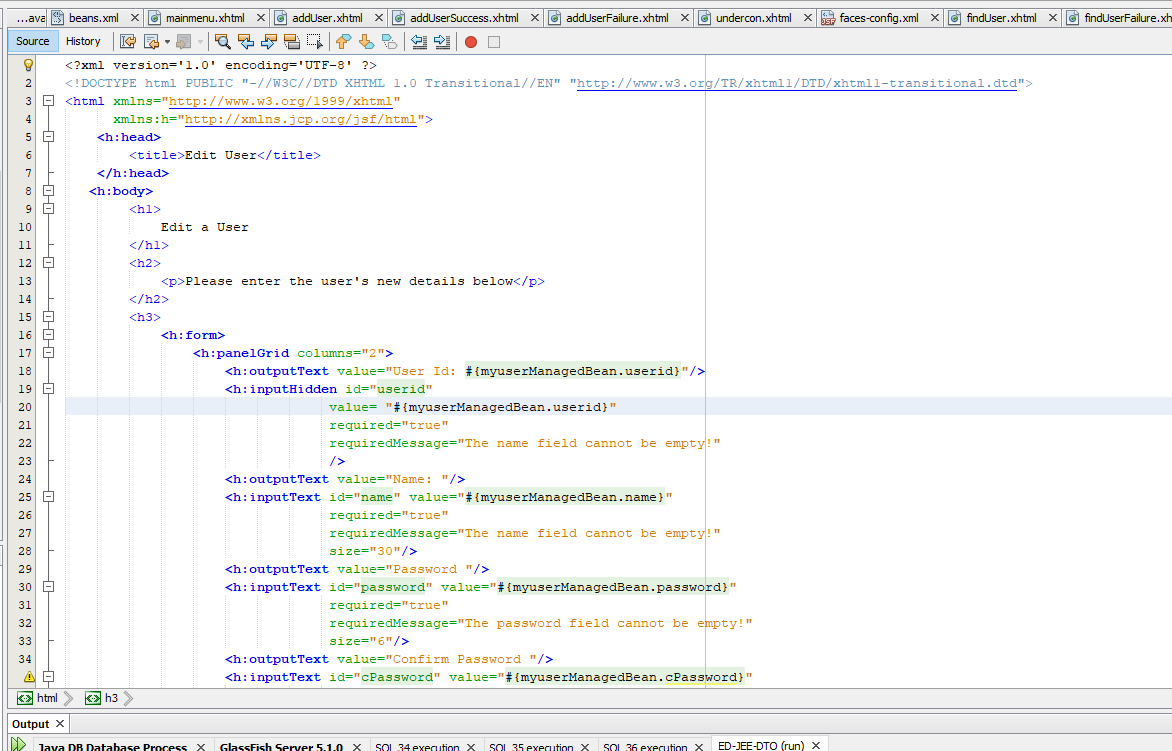 ...ava beans.xml mainmenu.xhtml addUser.xhtml addUserSuccess.xhtml addUserFailure.xhtml undercon.xhtml faces-config.xml findUser.xhtml findUserFailure.xh
Source History
<?xml version='1.0' encoding='UTF-8' ?>
2 <!DOCTYPE html PUBLIC "-//W3C//DTD XHTML 1.0 Transitional//EN" "http://www.w3.org/TR/xhtml1/DTD/xhtml1-transitional.dtd">
3 <html xmlns="http://www.w3.org/1999/xhtml"
4 xmlns:h="http://xmlns.jcp.org/jsf/html">
5 <h:head>
6 <title>Edit User</title>
7 </h:head>
8 <h:body>
9 <h1>
10 Edit a User
11 </h1>
12 <h2>
13 <p>Please enter the user's new details below</p>
14 </h2>
15 <h3>
16 <h:form>
17 <h:panelGrid columns="2">
18 <h:outputText value="User Id: #{myuserManagedBean.userid}"/>
19 <h:inputHidden id="userid"
20 value= "#{myuserManagedBean.userid}"
21 required="true"
22 requiredMessage="The name field cannot be empty!"
23 />
24 <h:outputText value="Name: "/>
25 <h:inputText id="name" value="#{myuserManagedBean.name}"
26 required="true"
27 requiredMessage="The name field cannot be empty!"
28 size="30"/>
29 <h:outputText value="Password "/>
30 <h:inputText id="password" value="#{myuserManagedBean.password}"
31 required="true"
32 requiredMessage="The password field cannot be empty!"
33 size="6"/>
34 <h:outputText value="Confirm Password "/>
<h:inputText id="cPassword" value="#{myuserManagedBean.cPassword}"
html h3
Output
Java DB Database Process GlassFish Server 5.1.0 SQL 34 execution SQL 35 execution SQL 36 execution ED-JEE-DTO (run)